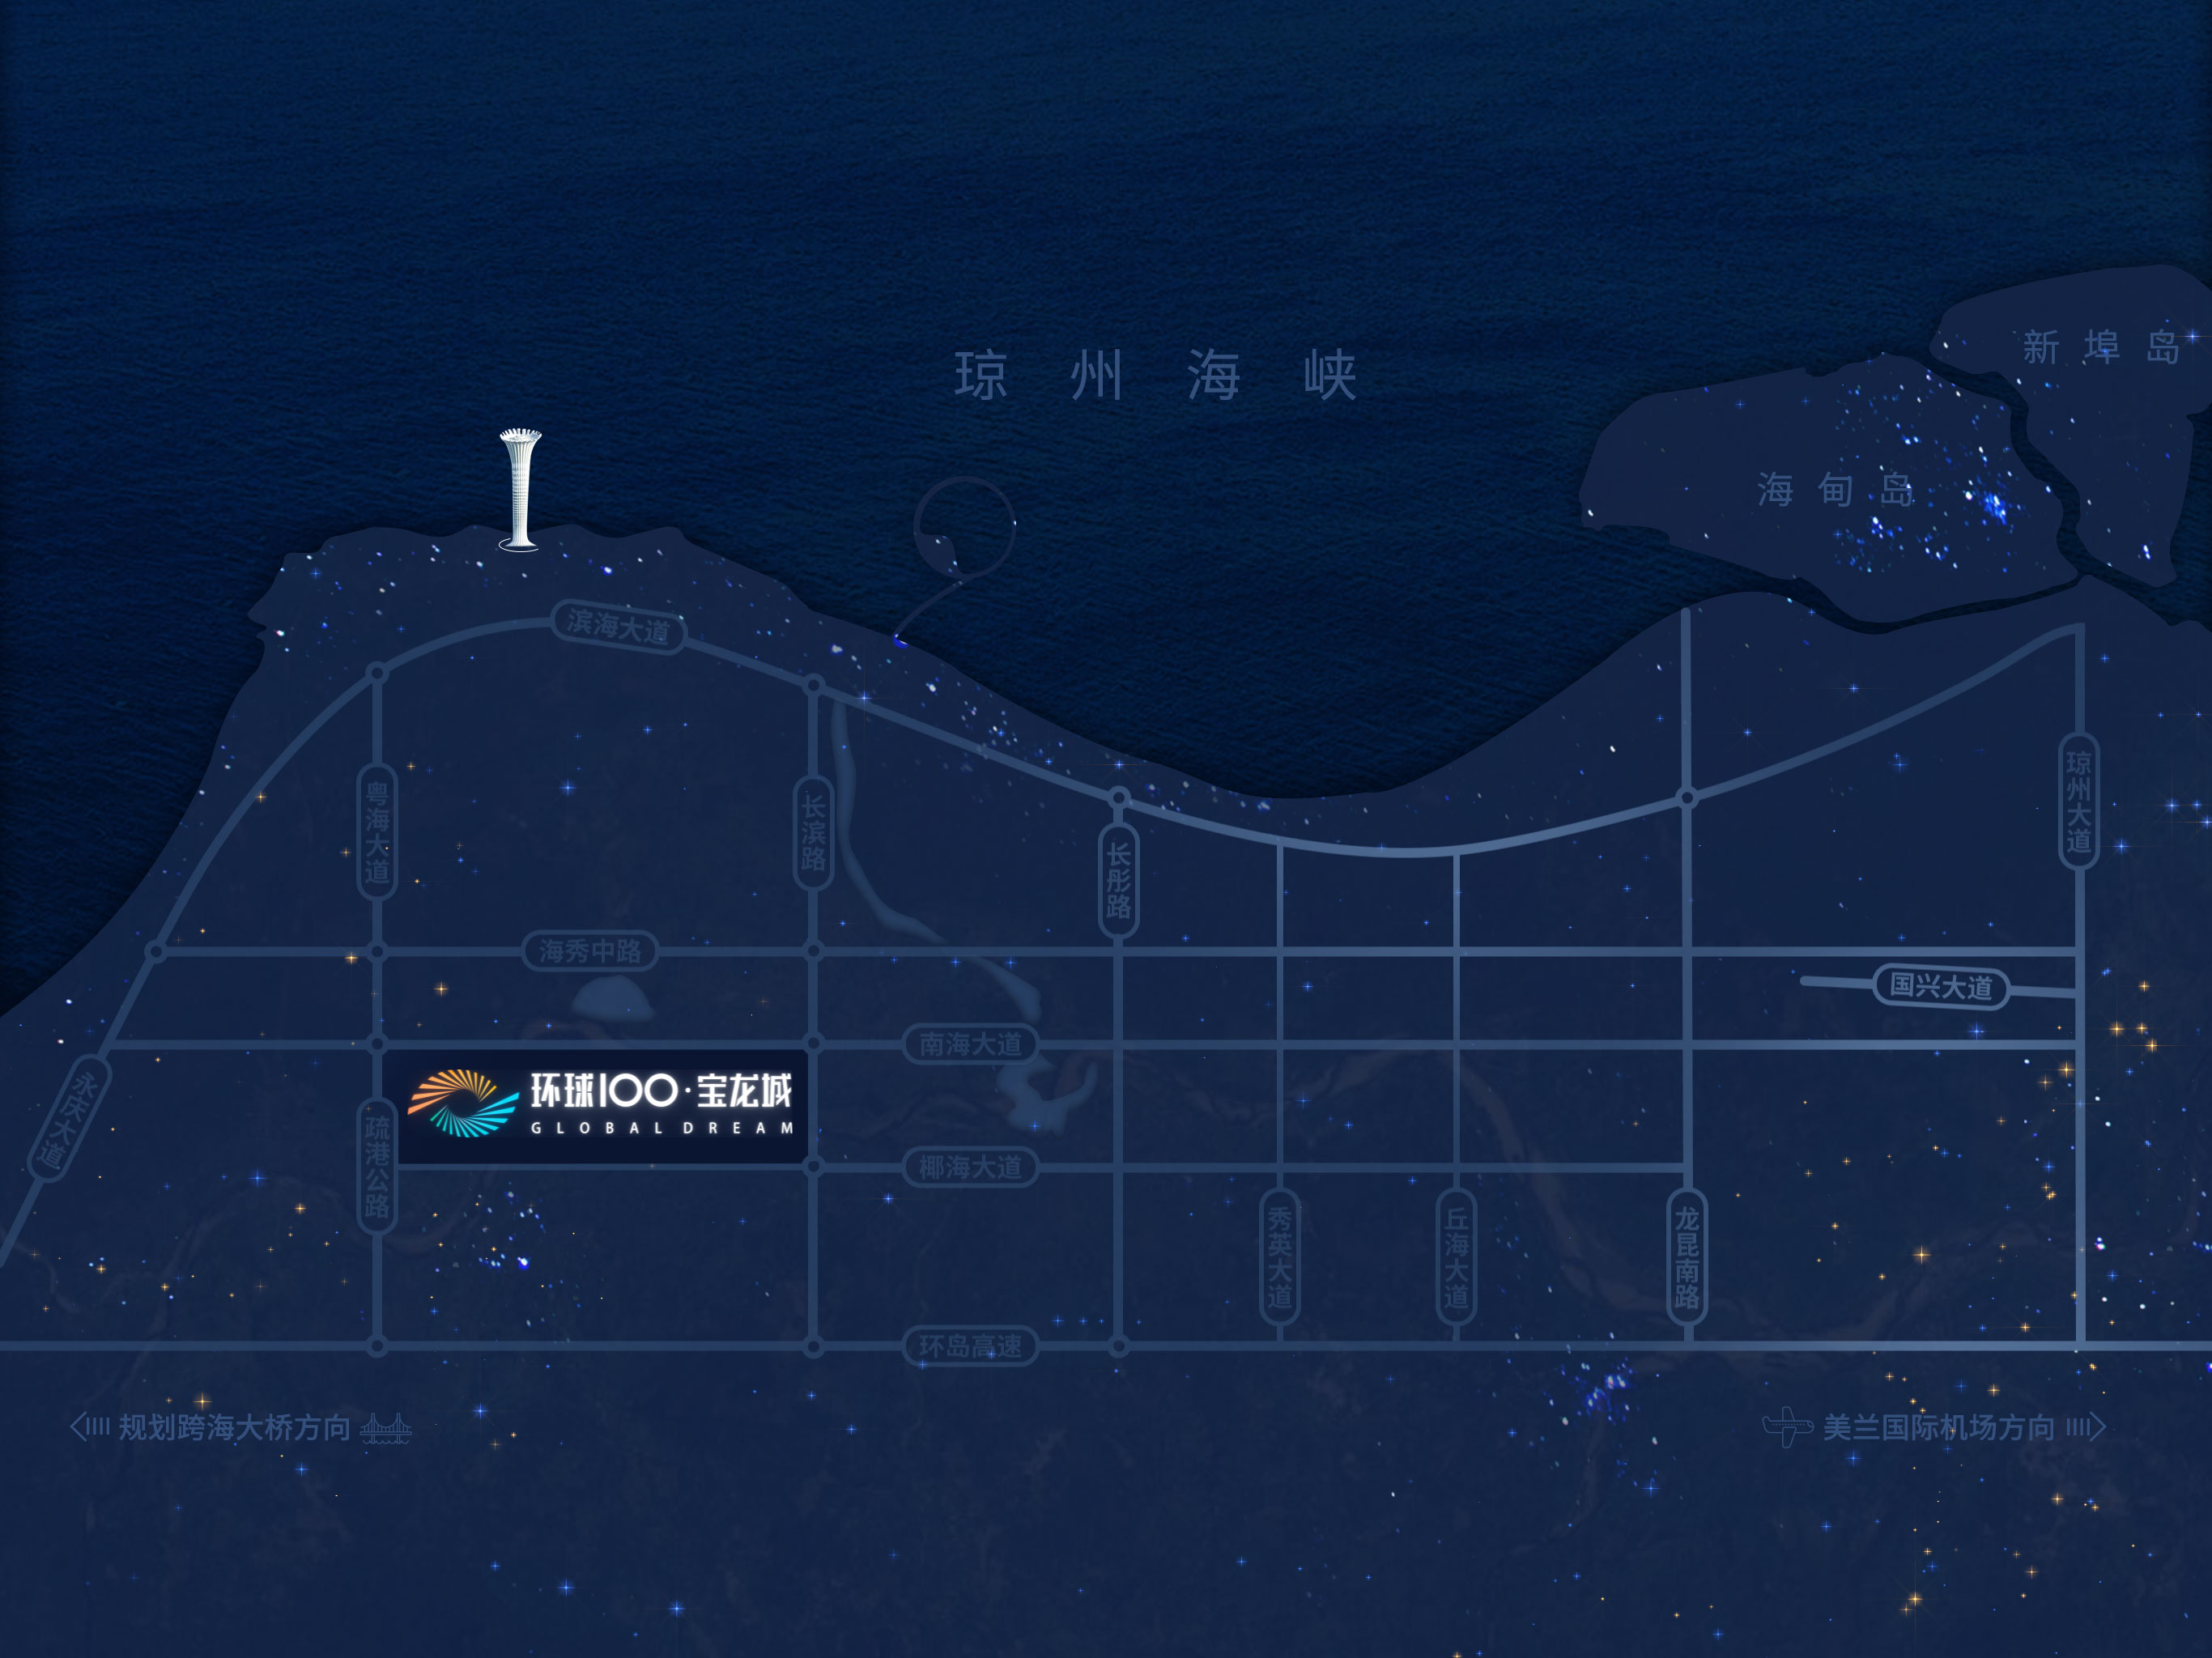 新埠岛
琼州海峡
海甸岛
滨海大道
琼州大道
粤海大道
长滨路
长彤路
海秀中路
国兴大道
南海大道
永庆大道
环球100·宝龙城
GLOBAL DREAM
疏港公路
椰海大道
秀英大道
丘海大道
龙昆南路
环岛高速
规划跨海大桥方向
美兰国际机场方向